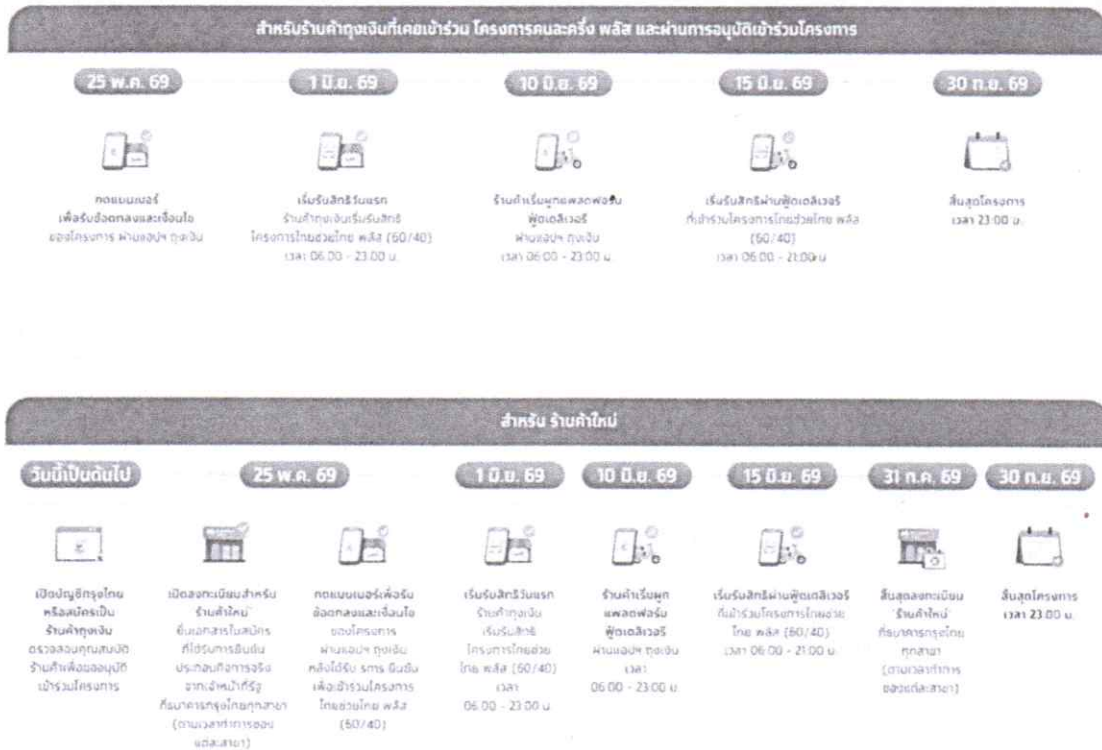 สำหรับร้านค้าถุงเงินที่เคยเข้าร่วม โครงการคนละครึ่ง พลัส และผ่านการอนุมัติเข้าร่วมโครงการ
25 พ.ค. 69
1 มิ.ย. 69
10 มิ.ย. 69
15 มิ.ย. 69
30 ก.ย. 69
กดแบนเนอร์
เพื่อรับข้อตกลงและเงื่อนไข
ของโครงการ ผ่านแอปฯ ถุงเงิน
เริ่มรับสิทธิวันแรก
ร้านค้าถุงเงินเริ่มรับสิทธิ
โครงการไทยช่วยไทย พลัส (60/40)
เวลา 06.00 - 23.00 น.
ร้านค้าเริ่มผูกแพลตฟอร์ม
ฟู้ดเดลิเวอรี
ผ่านแอปฯ ถุงเงิน
เวลา 06:00 - 23:00 น.
เริ่มรับสิทธิผ่านฟู้ดเดลิเวอรี
ที่เข้าร่วมโครงการไทยช่วยไทย พลัส
(60/40)
เวลา 06:00 - 21:00 น.
สิ้นสุดโครงการ
เวลา 23:00 น.
สำหรับ ร้านค้าใหม่
วันนี้เป็นต้นไป
25 พ.ค. 69
1 มิ.ย. 69
10 มิ.ย. 69
15 มิ.ย. 69
31 ก.ค. 69
30 ก.ย. 69
เปิดบัญชีกรุงไทย
หรือสมัครเป็น
ร้านค้าถุงเงิน
ตรวจสอบคุณสมบัติ
ร้านค้าเพื่อขออนุมัติ
เข้าร่วมโครงการ
เปิดลงทะเบียนสำหรับ
ร้านค้าใหม่
ยื่นเอกสารใบสมัคร
ที่ได้รับการยืนยัน
ประกอบกิจการจริง
จากเจ้าหน้าที่รัฐ
ที่ธนาคารกรุงไทยทุกสาขา
(ตามเวลาทำการของ
แต่ละสาขา)
กดแบนเนอร์เพื่อรับ
ข้อตกลงและเงื่อนไข
ของโครงการ
ผ่านแอปฯ ถุงเงิน
หลังได้รับ sms ยืนยัน
เพื่อเข้าร่วมโครงการ
ไทยช่วยไทย พลัส
(60/40)
เริ่มรับสิทธิวันแรก
ร้านค้าถุงเงิน
เริ่มรับสิทธิ
โครงการไทยช่วย
ไทย พลัส (60/40)
เวลา
06.00 - 23.00 น
ร้านค้าเริ่มผูก
แพลตฟอร์ม
ฟู้ดเดลิเวอรี
ผ่านแอปฯ ถุงเงิน
เวลา
06:00 - 23:00 น.
เริ่มรับสิทธิผ่านฟู้ดเดลิเวอรี
ที่เข้าร่วมโครงการไทยช่วย
ไทย พลัส (60/40)
เวลา 06:00 - 21:00 น.
สิ้นสุดลงทะเบียน
"ร้านค้าใหม่"
ที่ธนาคารกรุงไทย
ทุกสาขา
(ตามเวลาทำการ
ของแต่ละสาขา)
สิ้นสุดโครงการ
เวลา 23:00 น.